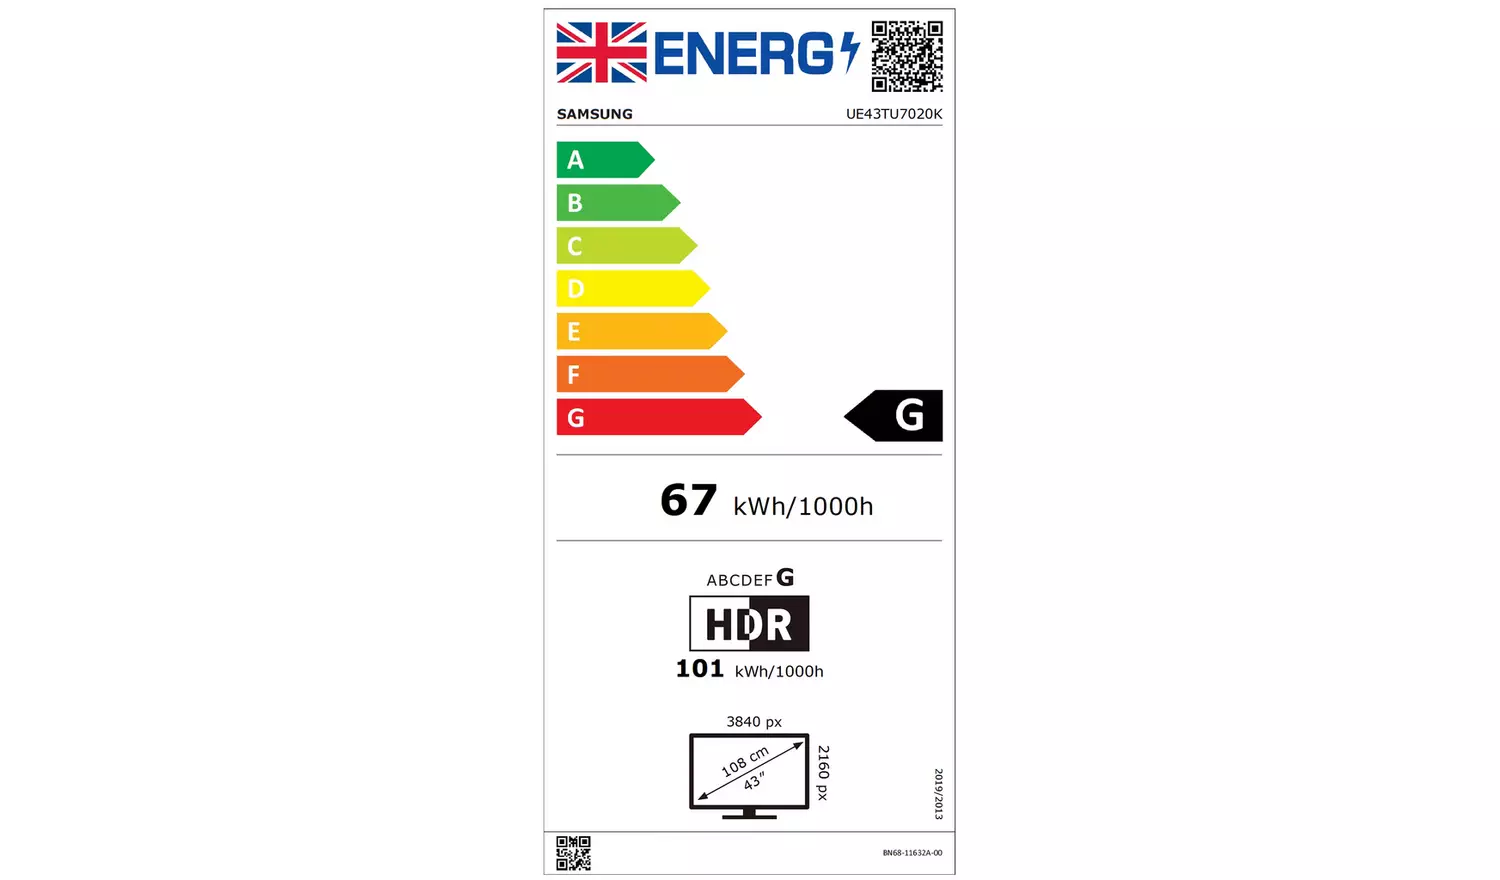 ENERG
SAMSUNG UE43TU7020K
A
B
C
D
E
F
G
G
67 kWh/1000h
ABCDEFG
HDR
101 kWh/1000h
3840 px
108 cm
43"
2160 px
2019/2013
BN68-11632A-00